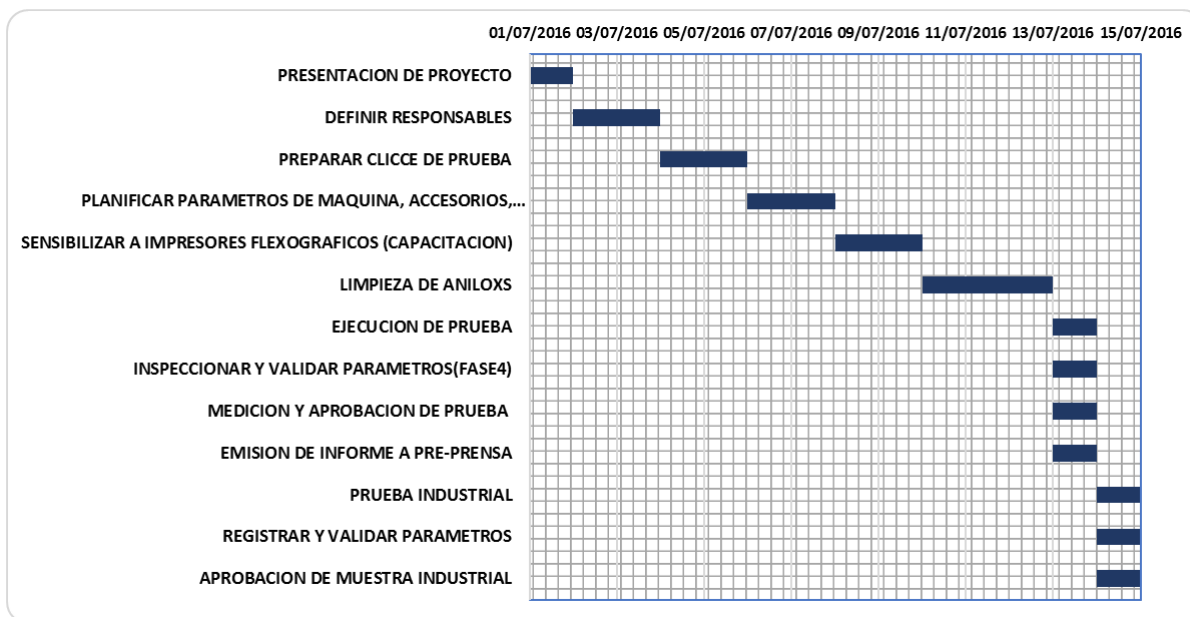 01/07/2016 03/07/2016 05/07/2016 07/07/2016 09/07/2016 11/07/2016 13/07/2016 15/07/2016
PRESENTACION DE PROYECTO
DEFINIR RESPONSABLES
PREPARAR CLICCE DE PRUEBA
PLANIFICAR PARAMETROS DE MAQUINA, ACCESORIOS,...
SENSIBILIZAR A IMPRESORES FLEXOGRAFICOS (CAPACITACION)
LIMPIEZA DE ANILOXS
EJECUCION DE PRUEBA
INSPECCIONAR Y VALIDAR PARAMETROS(FASE4)
MEDICION Y APROBACION DE PRUEBA
EMISION DE INFORME A PRE-PRENSA
PRUEBA INDUSTRIAL
REGISTRAR Y VALIDAR PARAMETROS
APROBACION DE MUESTRA INDUSTRIAL